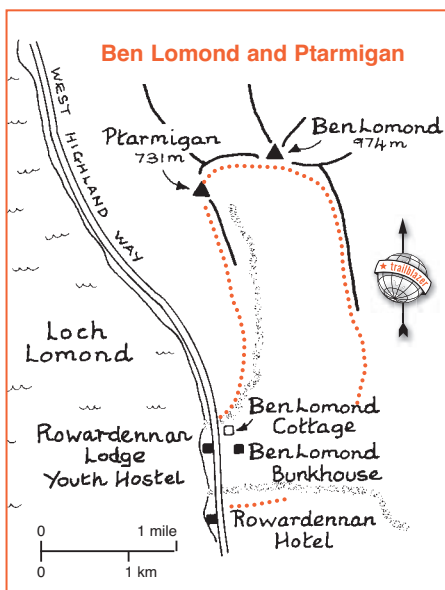 Ben Lomond and Ptarmigan
WEST HIGHLAND WAY
Ptarmigan
731m
Ben Lomond
974m
★ trailblazer
Loch
Lomond
Ben Lomond
Cottage
Rowardennan
Lodge
Youth Hostel
Ben Lomond
Bunkhouse
Rowardennan
Hotel
0 1 mile
0 1 km